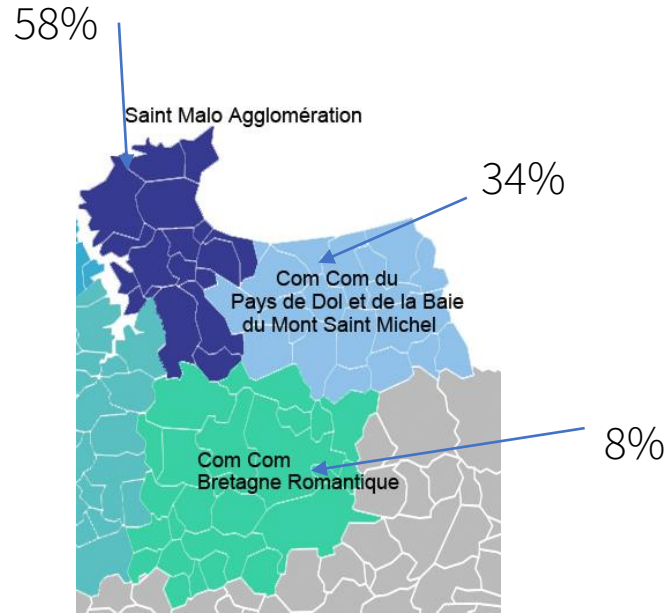 58%
Saint Malo Agglomération
34%
Com Com du
Pays de Dol et de la Baie
du Mont Saint Michel
8%
Com Com
Bretagne Romantique